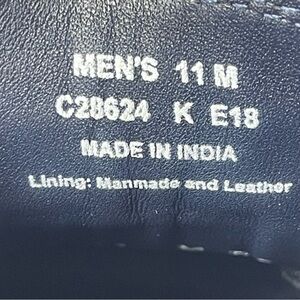 MEN'S 11 M
C28624 K E18
MADE IN INDIA
Lining: Manmade and Leather